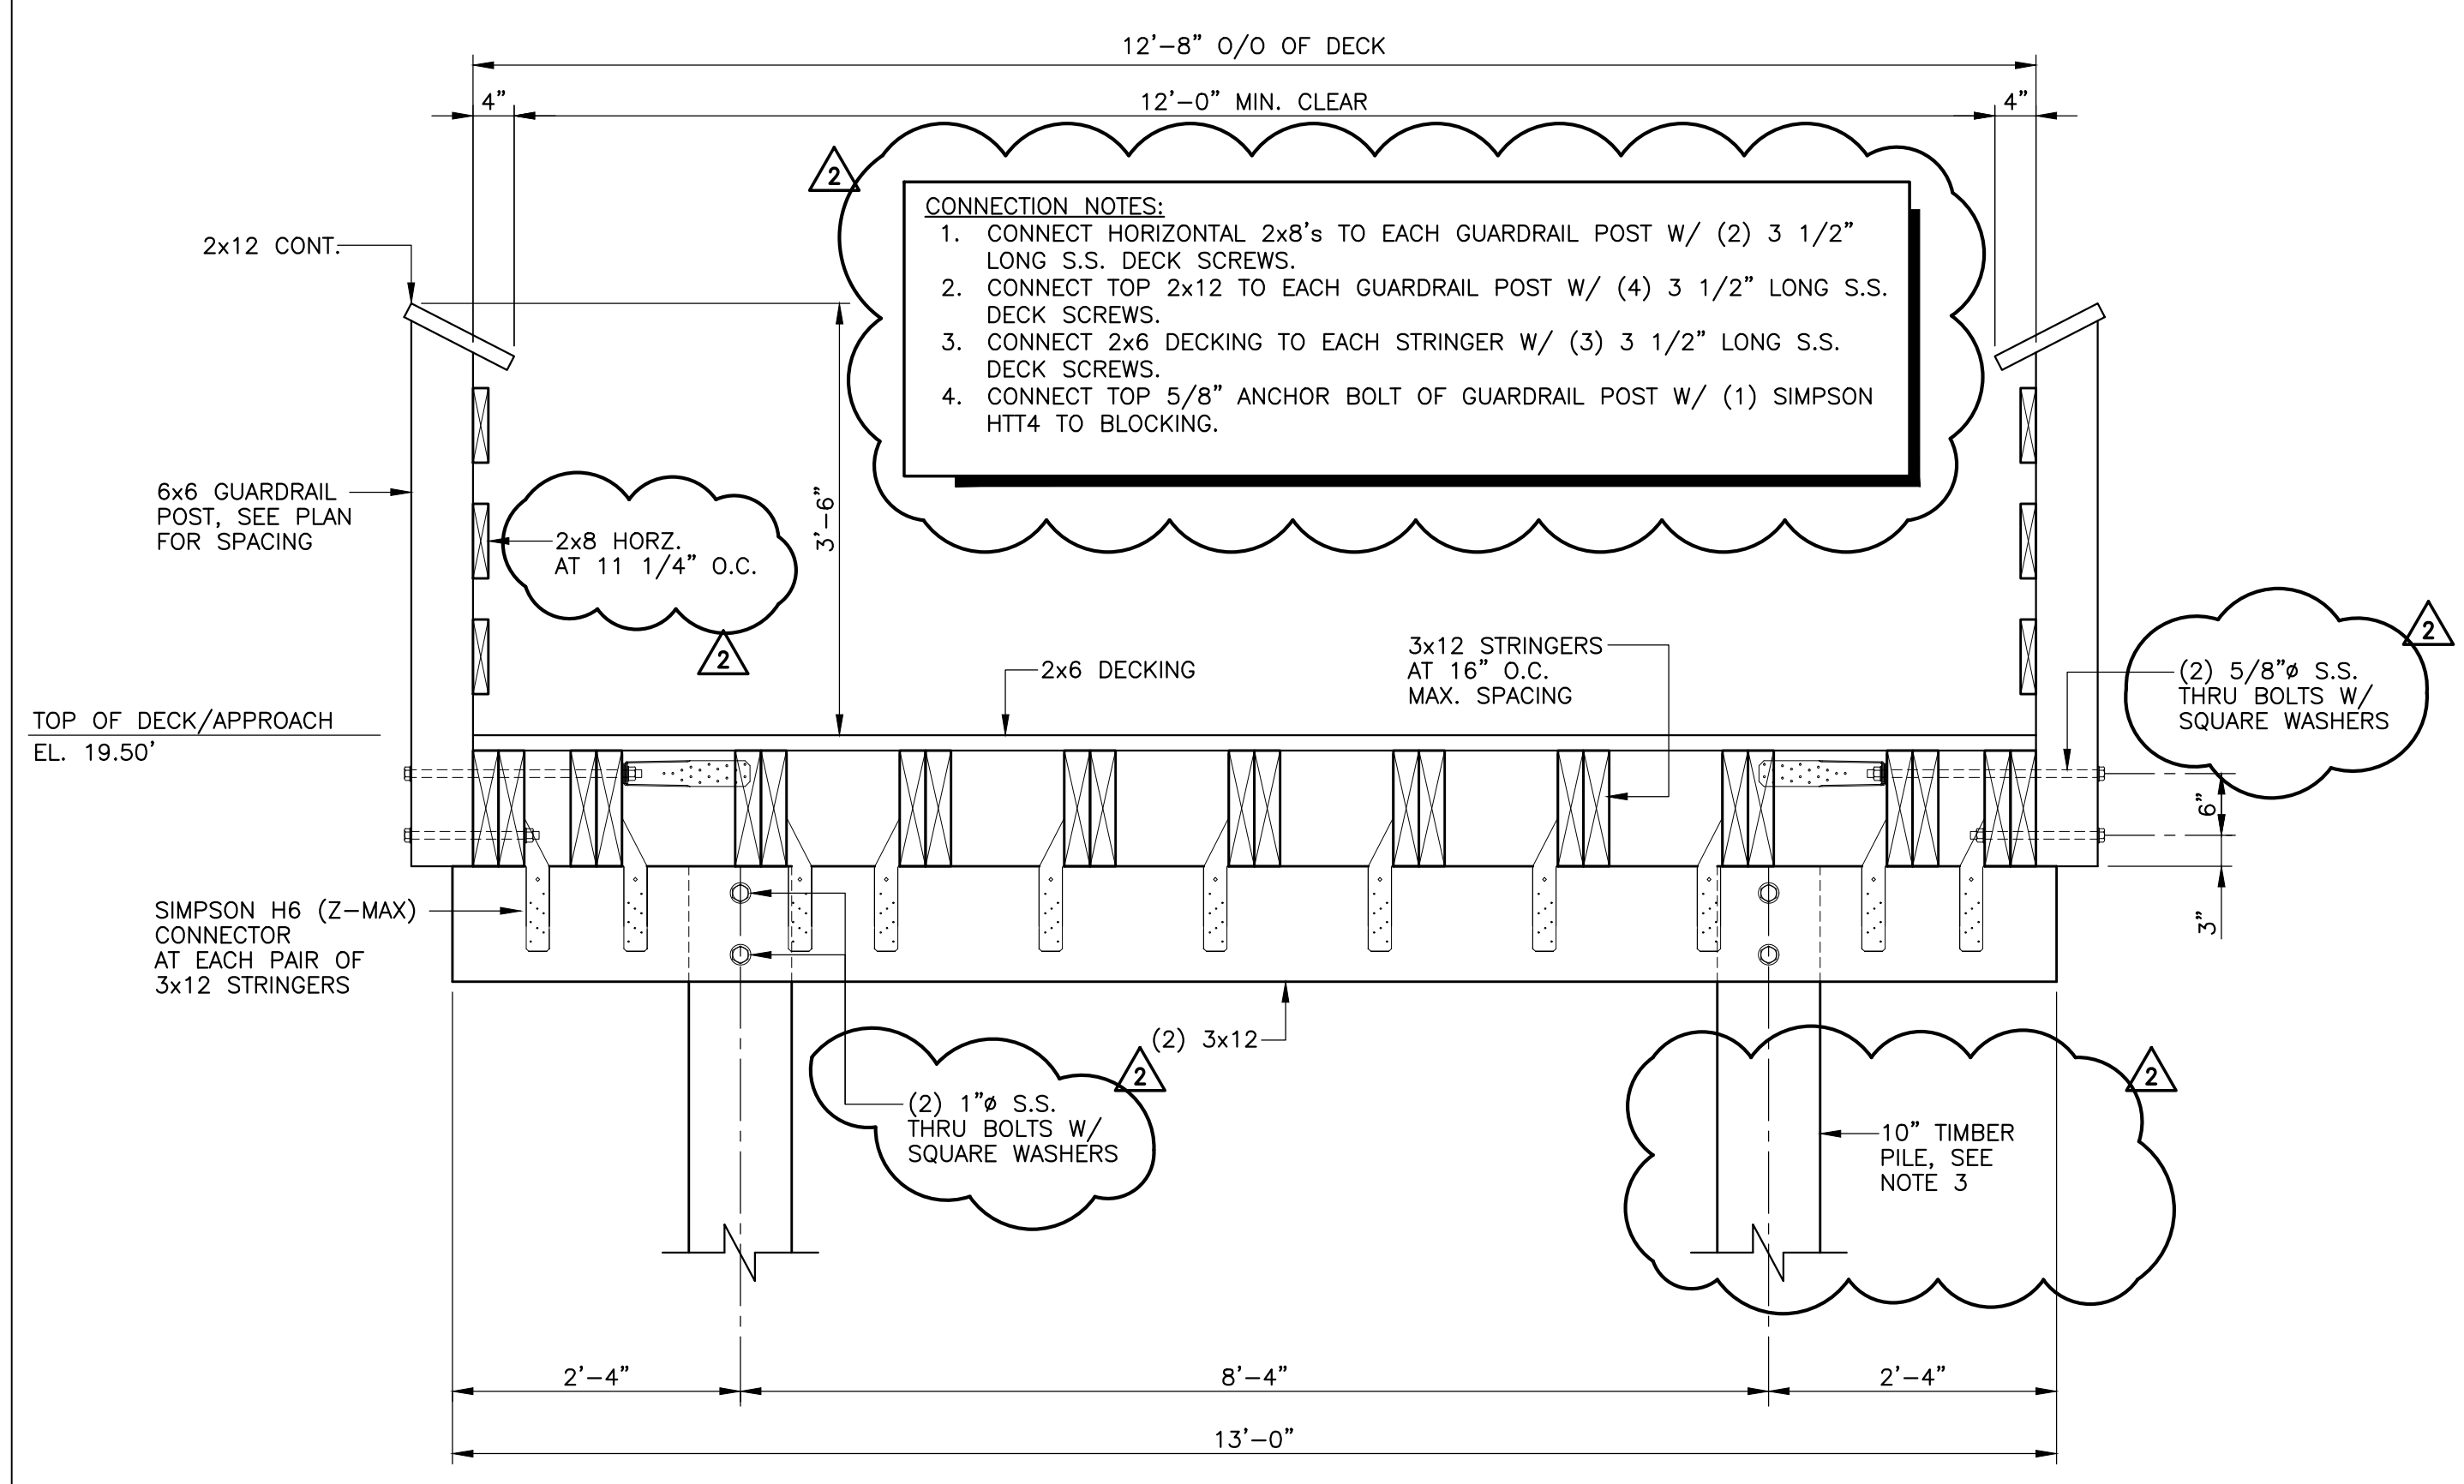 12'-8" O/O OF DECK
4"
12'-0" MIN. CLEAR
4"
2
CONNECTION NOTES:
1. CONNECT HORIZONTAL 2x8's TO EACH GUARDRAIL POST W/ (2) 3 1/2"
LONG S.S. DECK SCREWS.
2. CONNECT TOP 2x12 TO EACH GUARDRAIL POST W/ (4) 3 1/2" LONG S.S.
DECK SCREWS.
3. CONNECT 2x6 DECKING TO EACH STRINGER W/ (3) 3 1/2" LONG S.S.
DECK SCREWS.
4. CONNECT TOP 5/8" ANCHOR BOLT OF GUARDRAIL POST W/ (1) SIMPSON
HTT4 TO BLOCKING.
2x12 CONT.
6x6 GUARDRAIL
POST, SEE PLAN
FOR SPACING
2x8 HORZ.
AT 11 1/4" O.C.
2
3'-6"
2x6 DECKING
3x12 STRINGERS
AT 16" O.C.
MAX. SPACING
2
(2) 5/8"ø S.S.
THRU BOLTS W/
SQUARE WASHERS
TOP OF DECK/APPROACH
EL. 19.50'
6"
3"
SIMPSON H6 (Z-MAX)
CONNECTOR
AT EACH PAIR OF
3x12 STRINGERS
(2) 3x12
2
(2) 1"ø S.S.
THRU BOLTS W/
SQUARE WASHERS
2
10" TIMBER
PILE, SEE
NOTE 3
2'-4"
8'-4"
2'-4"
13'-0"